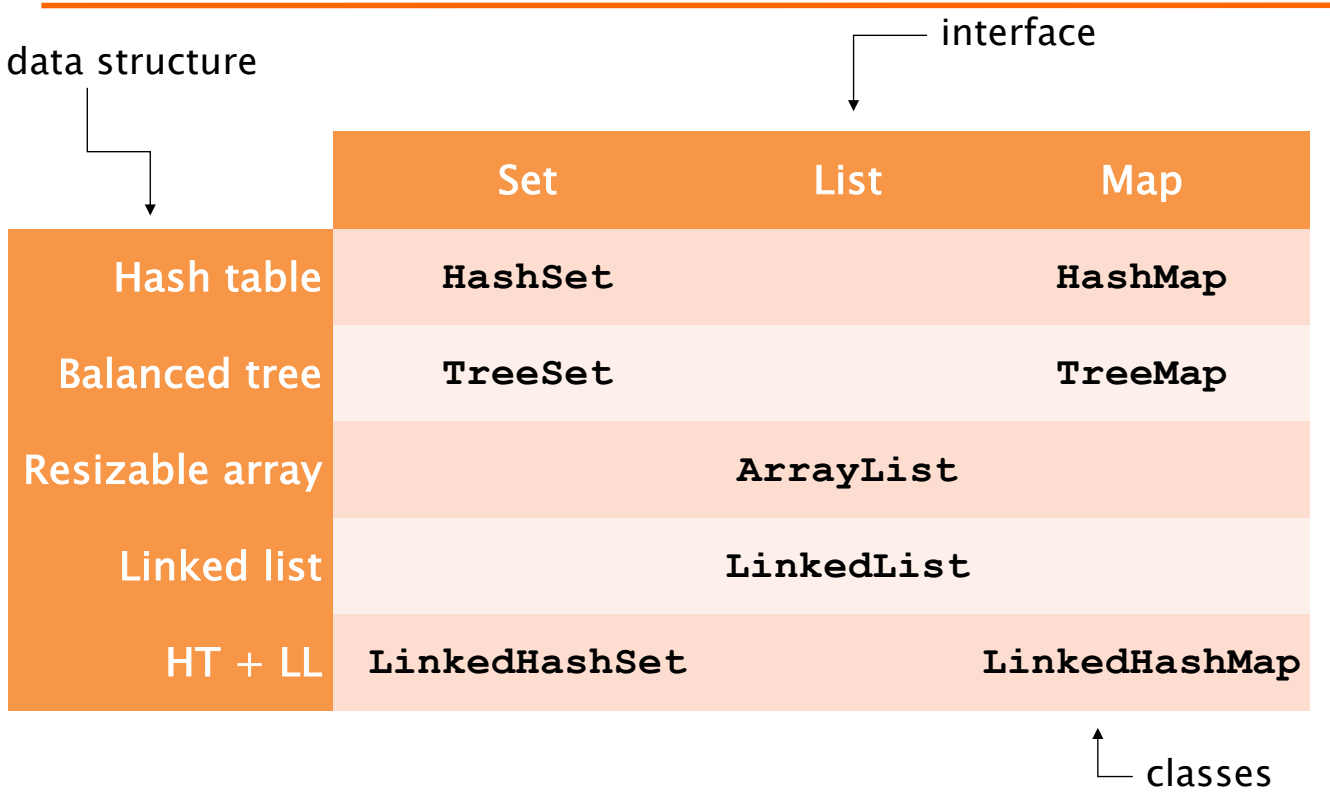 interface
data structure
Set List Map
Hash table HashSet HashMap
Balanced tree TreeSet TreeMap
Resizable array ArrayList
Linked list LinkedList
HT + LL LinkedHashSet LinkedHashMap
classes